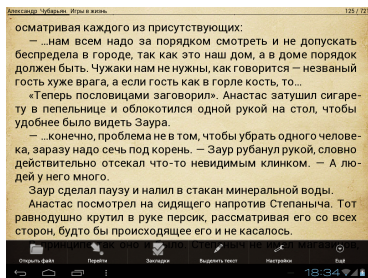 Александр Чубарьян. Игры в жизнь
125 / 72
осматривая каждого из присутствующих:
— ...нам всем надо за порядком смотреть и не допускать
беспредела в городе, так как это наш дом, а в доме порядок
должен быть. Чужаки нам не нужны, как говорится — незваный
гость хуже врага, а если гость как в горле кость, то...
«Теперь пословицами заговорил». Анастас затушил сигаре-
ту в пепельнице и облокотился одной рукой на стол, чтобы
удобнее было видеть Заура.
— ...конечно, проблема не в том, чтобы убрать одного челове-
ка, заразу надо сечь под корень. — Заур рубанул рукой, словно
действительно отсекал что-то невидимым клинком. — А лю-
дей у него много.
Заур сделал паузу и налил в стакан минеральной воды.
Анастас посмотрел на сидящего напротив Степаныча. Тот
равнодушно крутил в руке персик, рассматривая его со всех
сторон, будто бы происходящее его и не касалось.
Открыть файл
Перейти
Закладки
Выделить текст
Настройки
Ещё
18:34